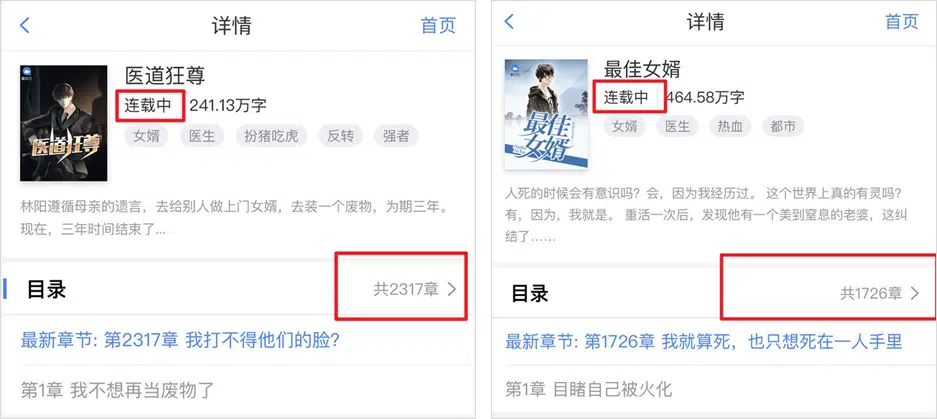 详情
首页
医道狂尊
连载中
241.13万字
女婿
医生
扮猪吃虎
反转
强者
医道狂尊
林阳遵循母亲的遗言，去给别人做上门女婿，去装一个废物，为期三年。
现在，三年时间结束了...
目录
共2317章
最新章节: 第2317章 我打不得他们的脸?
第1章 我不想再当废物了
详情
首页
最佳女婿
连载中
464.58万字
女婿
医生
热血
都市
最佳
女婿
人死的时候会有意识吗？会，因为我经历过。 这个世界上真的有灵吗？
有，因为，我就是。 重活一次后，发现他有一个美到窒息的老婆，这纠
结了……
目录
共1726章
最新章节: 第1726章 我就算死，也只想死在一人手里
第1章 目睹自己被火化